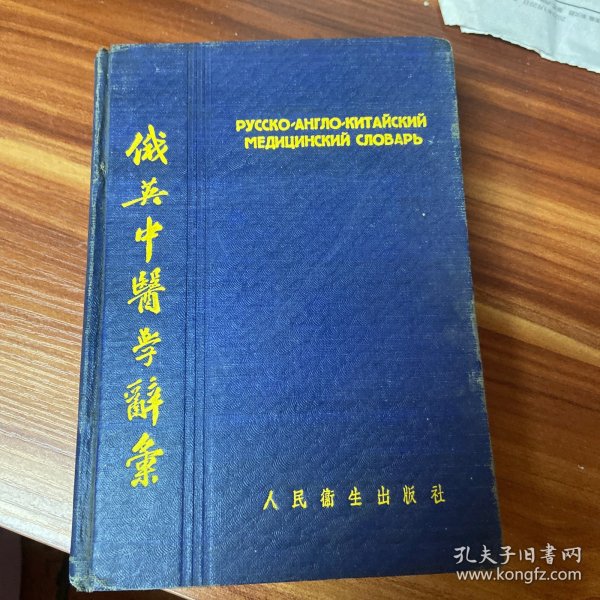 РУССКО-АНГЛО-КИТАЙСКИЙ
МЕДИЦИНСКИЙ СЛОВАРЬ
俄英中醫学辭彙
人民衛生出版社
孔夫子旧书网
www.kongfz.com